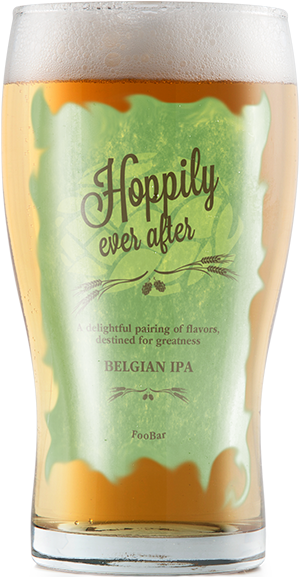 Hoppily
ever after
A delightful pairing of flavors,
destined for greatness
BELGIAN IPA
FooBar